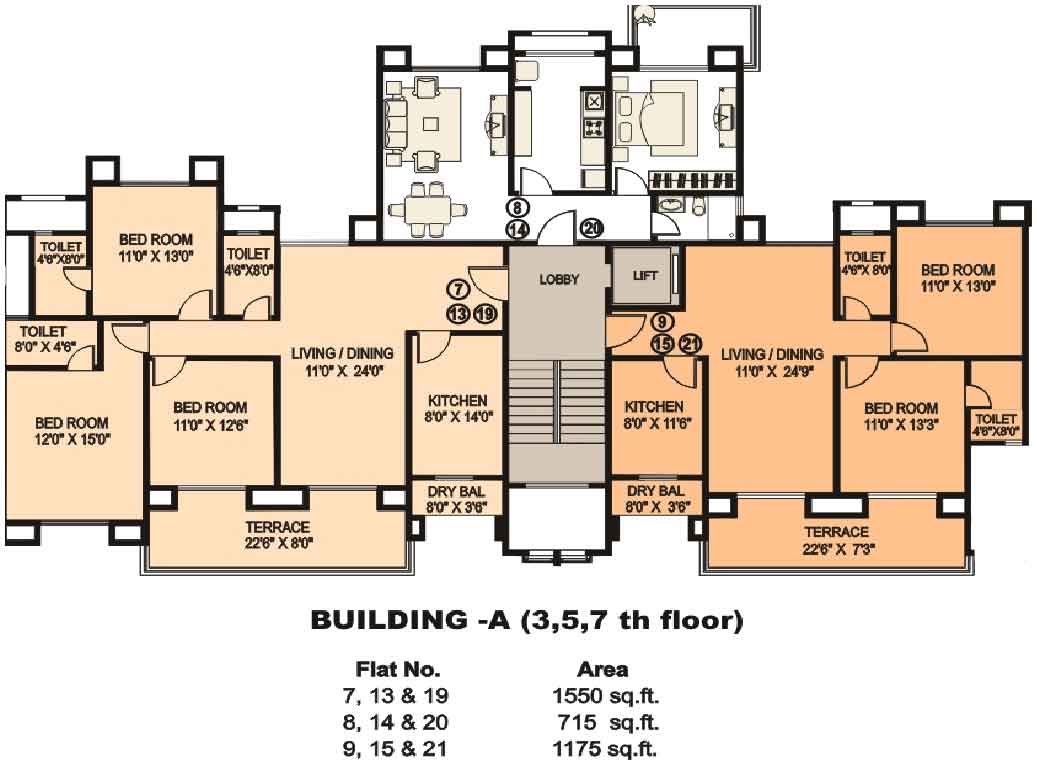 8
14
20
BED ROOM
11'0" X 13'0"
TOILET
4'6"X8'0"
TOILET
4'6"X8'0"
TOILET
8'0" X 4'6"
BED ROOM
12'0" X 15'0"
BED ROOM
11'0" X 12'6"
LIVING / DINING
11'0" X 24'0"
7
13 19
KITCHEN
8'0" X 14'0"
DRY BAL
8'0" X 3'6"
TERRACE
22'6" X 8'0"
LOBBY
LIFT
9
15 21
LIVING / DINING
11'0" X 24'9"
KITCHEN
8'0" X 11'6"
DRY BAL
8'0" X 3'6"
TOILET
4'6"X 8'0"
BED ROOM
11'0" X 13'0"
BED ROOM
11'0" X 13'3"
TOILET
4'6"X8'0"
TERRACE
22'6" X 7'3"
BUILDING -A (3,5,7 th floor)
Flat No. Area
7, 13 & 19 1550 sq.ft.
8, 14 & 20 715 sq.ft.
9, 15 & 21 1175 sq.ft.